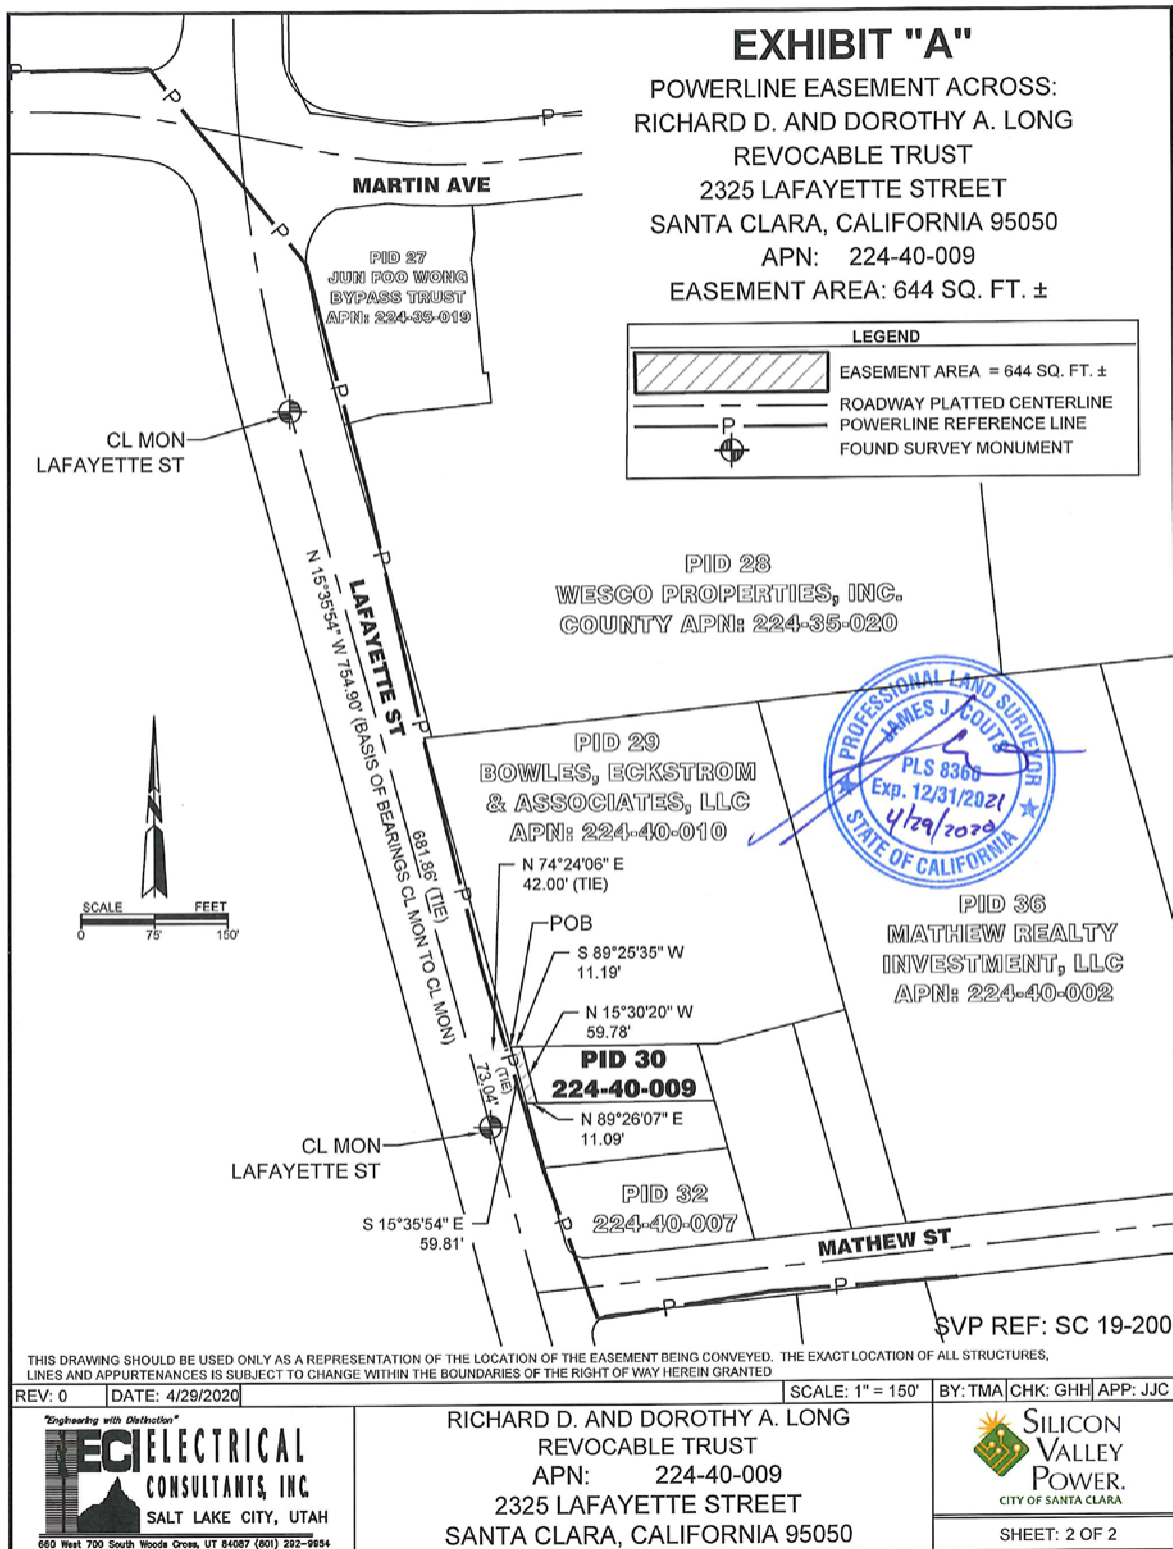 EXHIBIT "A"
POWERLINE EASEMENT ACROSS:
RICHARD D. AND DOROTHY A. LONG
REVOCABLE TRUST
2325 LAFAYETTE STREET
SANTA CLARA, CALIFORNIA 95050
APN: 224-40-009
EASEMENT AREA: 644 SQ. FT. ±
LEGEND
EASEMENT AREA = 644 SQ. FT. ±
ROADWAY PLATTED CENTERLINE
P
POWERLINE REFERENCE LINE
FOUND SURVEY MONUMENT
P
P
P
P
MARTIN AVE
PID 27
JUN FOO WONG
BYPASS TRUST
APN: 224-35-019
P
CL MON
LAFAYETTE ST
P
N 15°35'54" W 754.90' (BASIS OF BEARINGS CL MON TO CL MON)
LAFAYETTE ST
PID 28
WESCO PROPERTIES, INC.
COUNTY APN: 224-35-020
P
PID 29
BOWLES, ECKSTROM
& ASSOCIATES, LLC
APN: 224-40-010
PROFESSIONAL LAND SURVEYOR
JAMES J. COUTS
PLS 8366
Exp. 12/31/2021
4/29/2020
STATE OF CALIFORNIA
N
SCALE FEET
0 75' 150'
681.86' (TIE)
P
N 74°24'06" E
42.00' (TIE)
POB
S 89°25'35" W
11.19'
N 15°30'20" W
59.78'
PID 36
MATHEW REALTY
INVESTMENT, LLC
APN: 224-40-002
P
PID 30
224-40-009
73.04'
(TIE)
N 89°26'07" E
11.09'
CL MON
LAFAYETTE ST
PID 32
224-40-007
S 15°35'54" E
59.81'
P
MATHEW ST
P
P
SVP REF: SC 19-200
THIS DRAWING SHOULD BE USED ONLY AS A REPRESENTATION OF THE LOCATION OF THE EASEMENT BEING CONVEYED. THE EXACT LOCATION OF ALL STRUCTURES,
LINES AND APPURTENANCES IS SUBJECT TO CHANGE WITHIN THE BOUNDARIES OF THE RIGHT OF WAY HEREIN GRANTED
REV: 0
DATE: 4/29/2020
SCALE: 1" = 150'
BY: TMA
CHK: GHH
APP: JJC
"Engineering with Distinction"
ECI ELECTRICAL
CONSULTANTS, INC.
SALT LAKE CITY, UTAH
660 West 700 South Woods Cross, UT 84087 (801) 292-9954
RICHARD D. AND DOROTHY A. LONG
REVOCABLE TRUST
APN: 224-40-009
2325 LAFAYETTE STREET
SANTA CLARA, CALIFORNIA 95050
SILICON
VALLEY
POWER.
CITY OF SANTA CLARA
SHEET: 2 OF 2